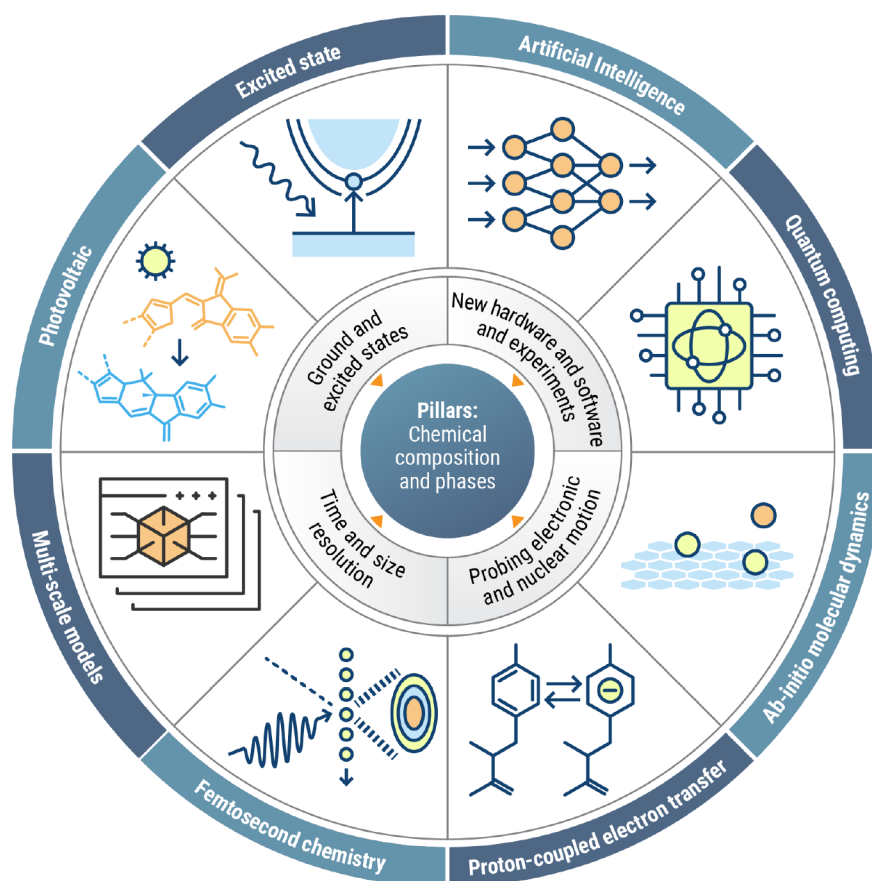 Excited state
Artificial Intelligence
Photovoltaic
Quantum computing
Ground and
excited states
New hardware and software
and experiments
Pillars:
Chemical
composition
and phases
Time and size
resolution
Probing electronic
and nuclear motion
Multi-scale models
Ab-initio molecular dynamics
Femtosecond chemistry
Proton-coupled electron transfer